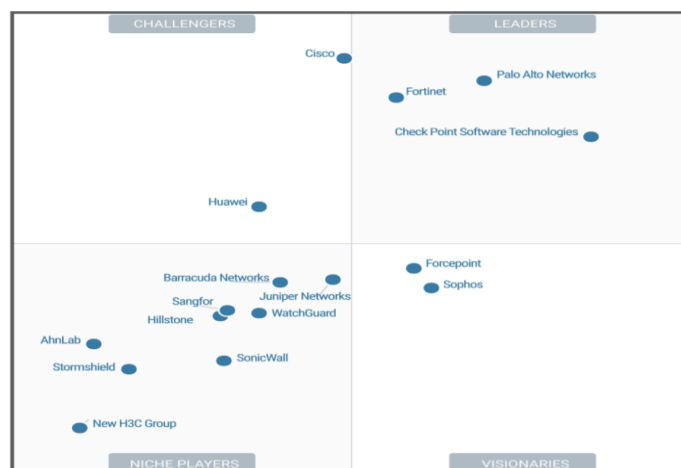 CHALLENGERS
LEADERS
Cisco
Palo Alto Networks
Fortinet
Check Point Software Technologies
Huawei
Forcepoint
Barracuda Networks
Sophos
Juniper Networks
Sangfor
WatchGuard
Hillstone
AhnLab
SonicWall
Stormshield
New H3C Group
NICHE PLAYERS
VISIONARIES